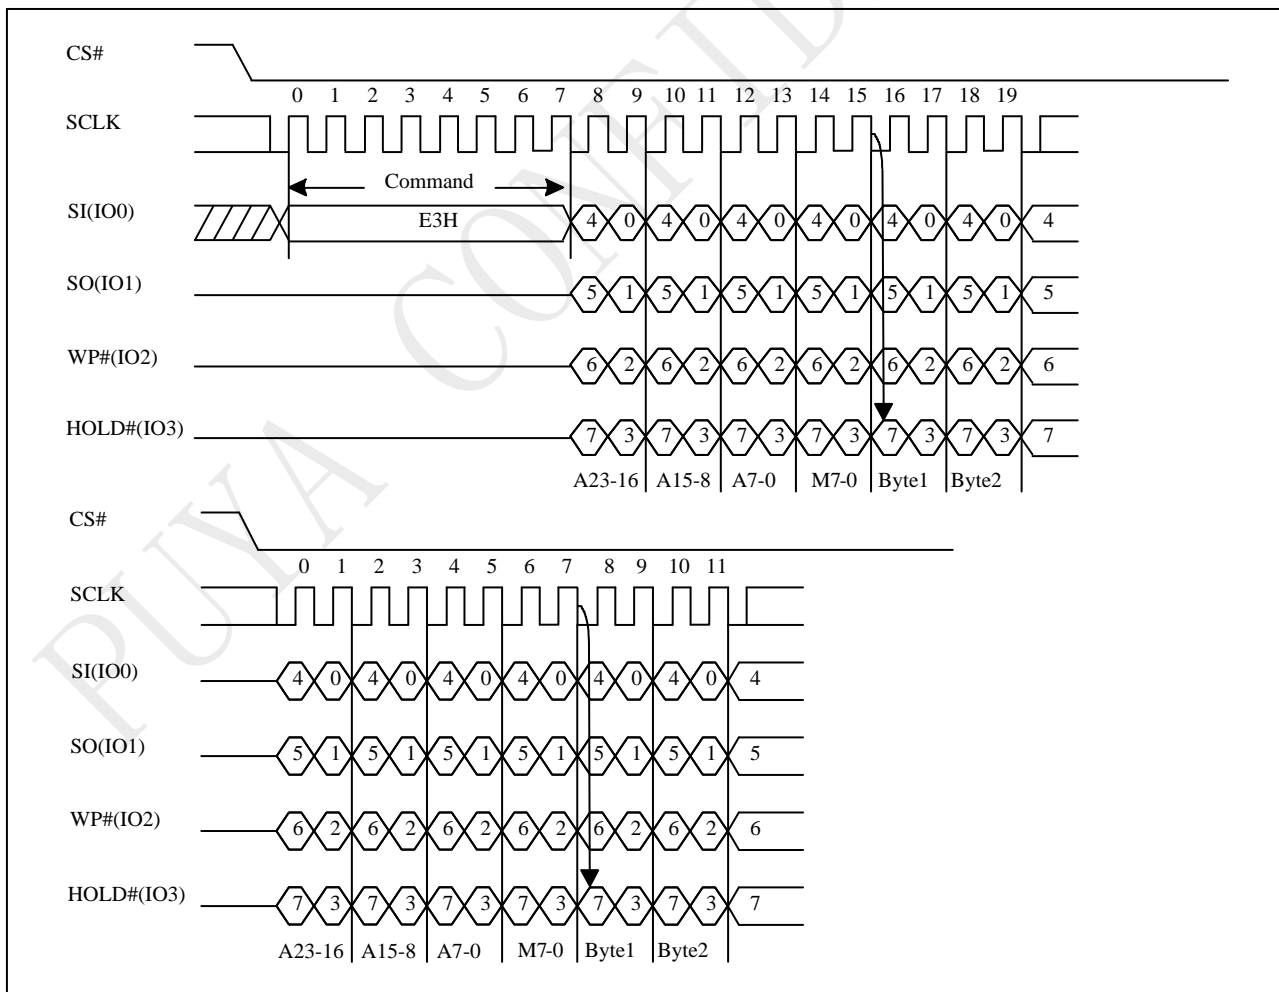 PUYA CONFID
CS#
0 1 2 3 4 5 6 7 8 9 10 11 12 13 14 15 16 17 18 19
SCLK
Command
SI(IO0) E3H 4 0 4 0 4 0 4 0 4 0 4 0 4
SO(IO1) 5 1 5 1 5 1 5 1 5 1 5 1 5
WP#(IO2) 6 2 6 2 6 2 6 2 6 2 6 2 6
HOLD#(IO3) 7 3 7 3 7 3 7 3 7 3 7 3 7
A23-16 A15-8 A7-0 M7-0 Byte1 Byte2
CS#
0 1 2 3 4 5 6 7 8 9 10 11
SCLK
SI(IO0) 4 0 4 0 4 0 4 0 4 0 4 0 4
SO(IO1) 5 1 5 1 5 1 5 1 5 1 5 1 5
WP#(IO2) 6 2 6 2 6 2 6 2 6 2 6 2 6
HOLD#(IO3) 7 3 7 3 7 3 7 3 7 3 7 3 7
A23-16 A15-8 A7-0 M7-0 Byte1 Byte2